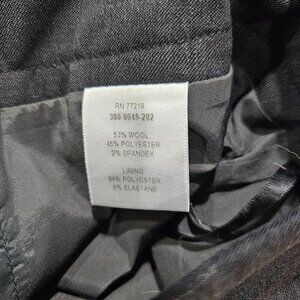 RN 77219
380-0049-202
53% WOOL
45% POLYESTER
2% SPANDEX
LINING
94% POLYESTER
6% ELASTANE